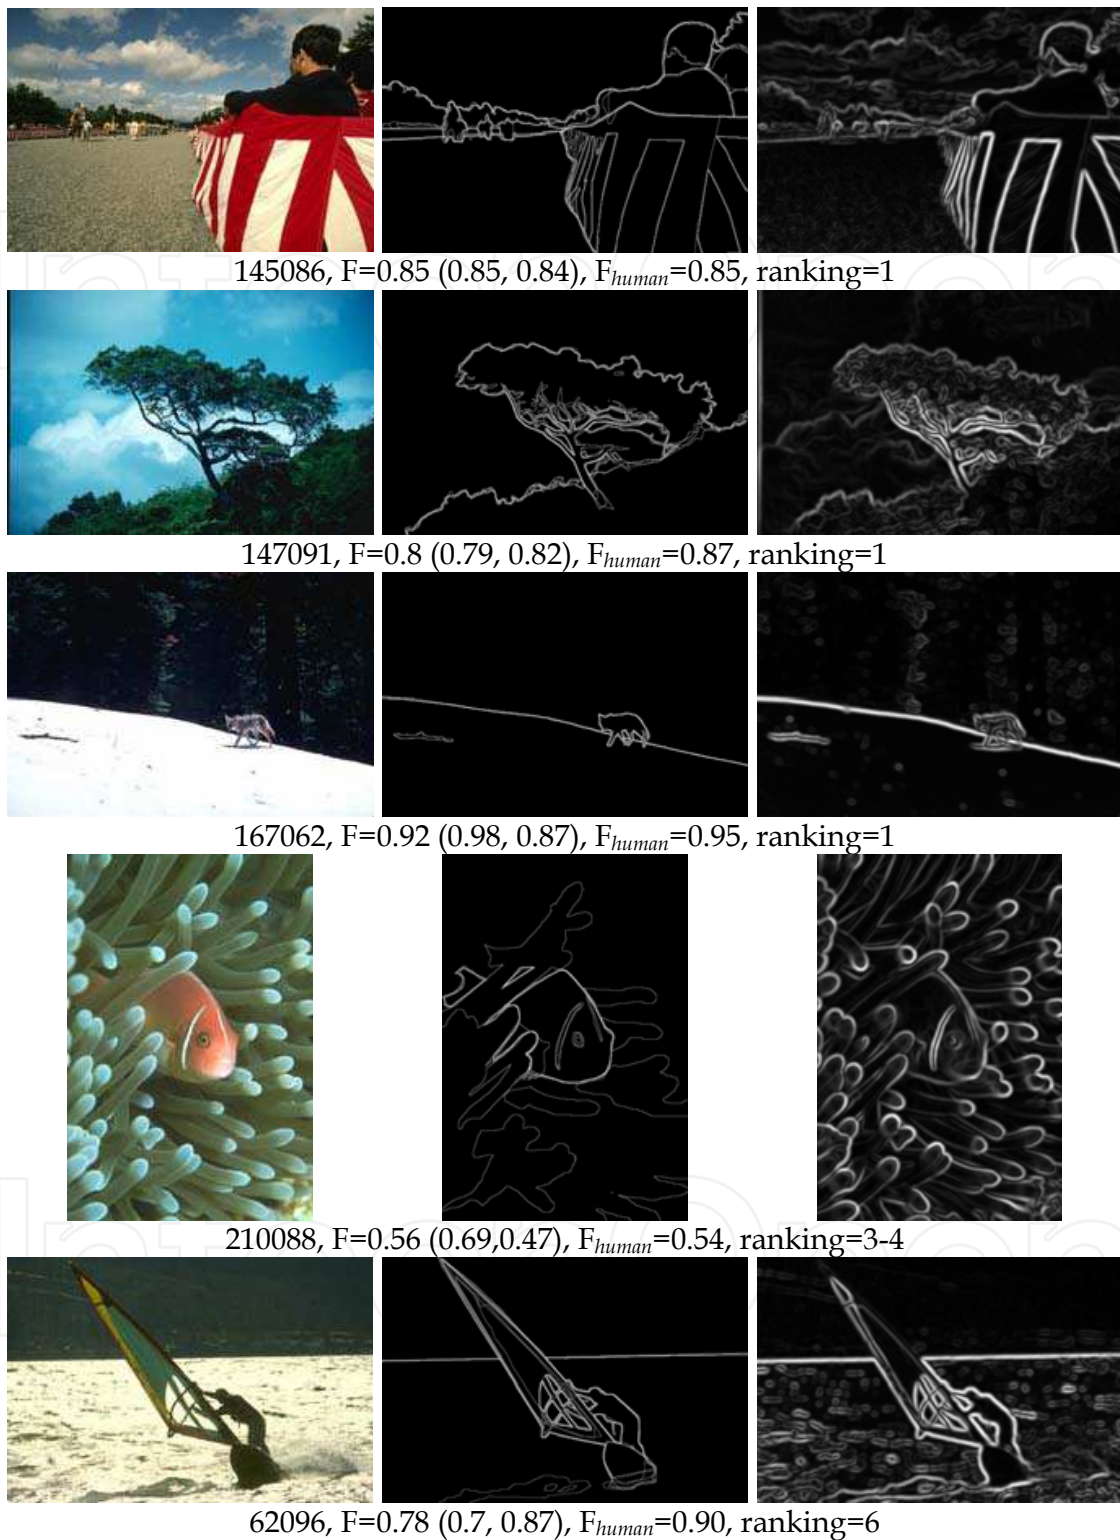 145086, F=0.85 (0.85, 0.84), Fhuman=0.85, ranking=1
147091, F=0.8 (0.79, 0.82), Fhuman=0.87, ranking=1
167062, F=0.92 (0.98, 0.87), Fhuman=0.95, ranking=1
210088, F=0.56 (0.69,0.47), Fhuman=0.54, ranking=3-4
62096, F=0.78 (0.7, 0.87), Fhuman=0.90, ranking=6